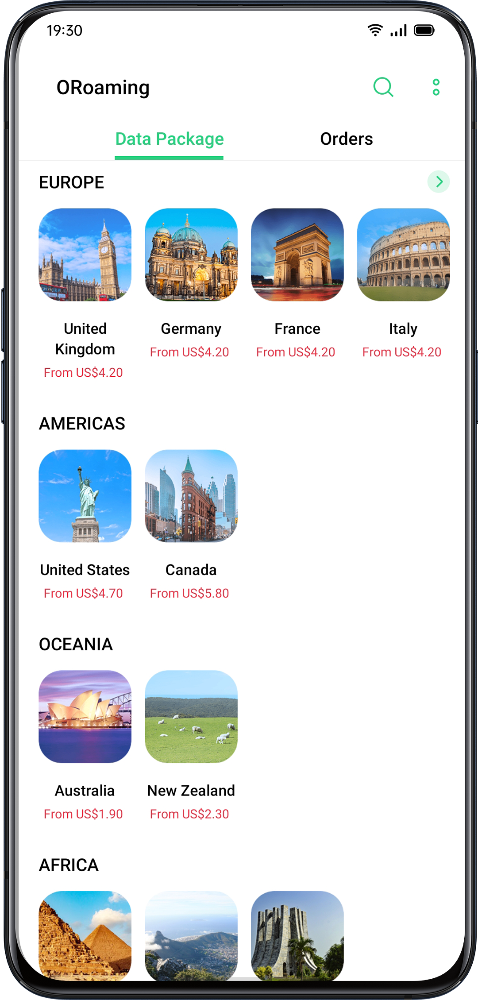 19:30
ORoaming
Data Package
Orders
EUROPE
United
Kingdom
From US$4.20
Germany
From US$4.20
France
From US$4.20
Italy
From US$4.20
AMERICAS
United States
From US$4.70
Canada
From US$5.80
OCEANIA
Australia
From US$1.90
New Zealand
From US$2.30
AFRICA